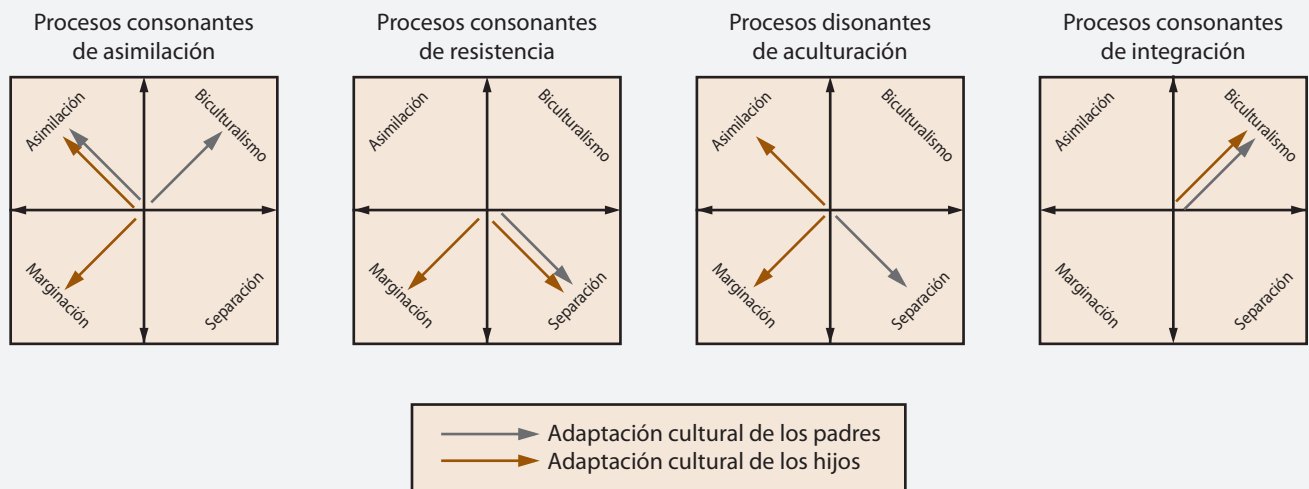 Procesos consonantes
de asimilación
Asimilación
Biculturalismo
Marginación
Separación
Procesos consonantes
de resistencia
Asimilación
Biculturalismo
Marginación
Separación
Procesos disonantes
de aculturación
Asimilación
Biculturalismo
Marginación
Separación
Procesos consonantes
de integración
Asimilación
Biculturalismo
Marginación
Separación
Adaptación cultural de los padres
Adaptación cultural de los hijos